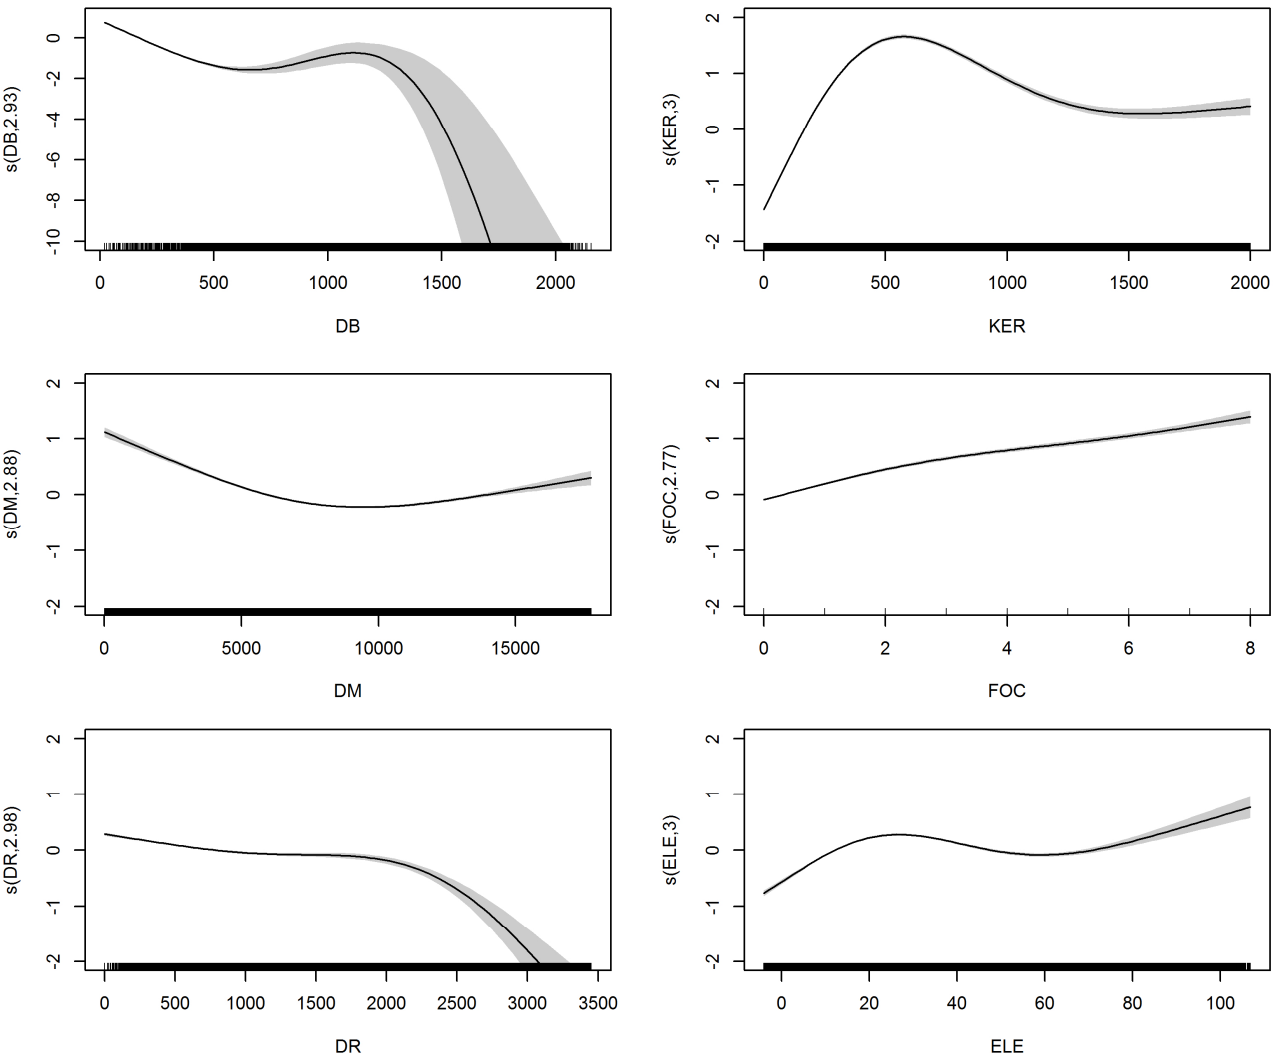 s(DB,2.93)
0
-2
-4
-6
-8
-10
0 500 1000 1500 2000
DB
s(KER,3)
2
1
0
-1
-2
0 500 1000 1500 2000
KER
s(DM,2.88)
2
1
0
-1
-2
0 5000 10000 15000
DM
s(FOC,2.77)
2
1
0
-1
-2
0 2 4 6 8
FOC
s(DR,2.98)
2
1
0
-1
-2
0 500 1000 1500 2000 2500 3000 3500
DR
s(ELE,3)
2
1
0
-1
-2
0 20 40 60 80 100
ELE